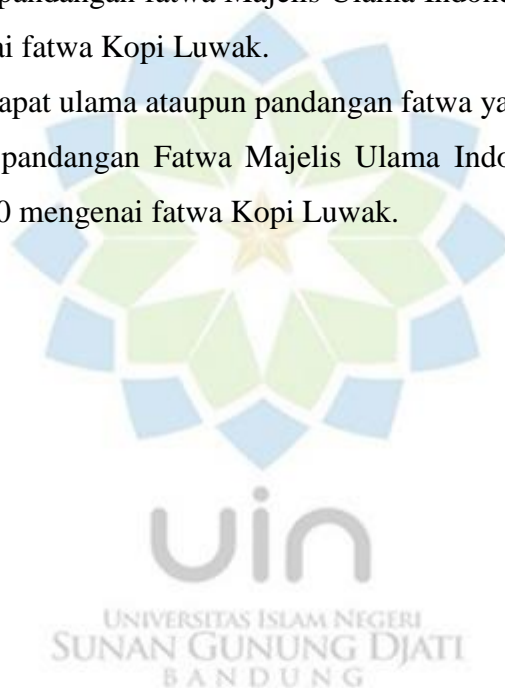 pandangan fatwa Majelis Ulama Indone
ai fatwa Kopi Luwak.
apat ulama ataupun pandangan fatwa ya
pandangan Fatwa Majelis Ulama Indo
0 mengenai fatwa Kopi Luwak.
uin
UNIVERSITAS ISLAM NEGERI
SUNAN GUNUNG DJATI
BANDUNG